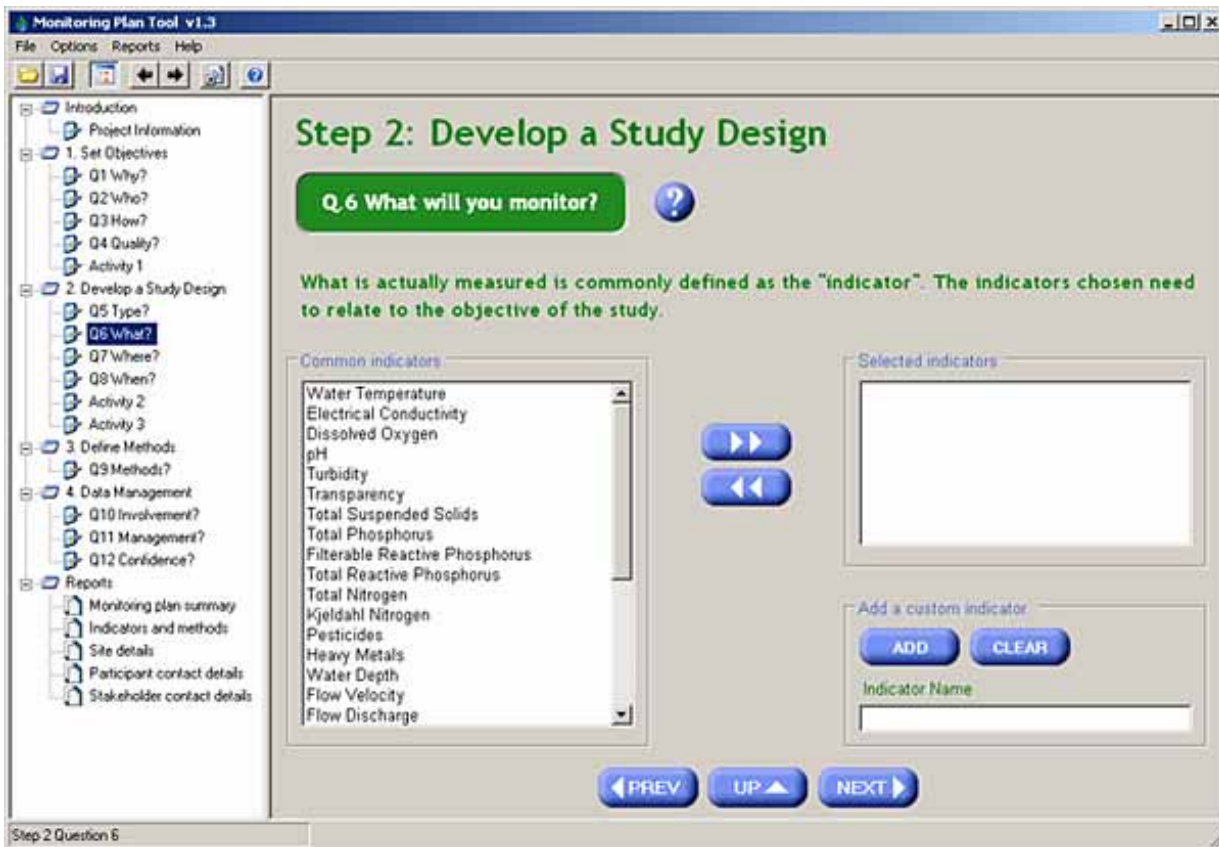 Monitoring Plan Tool v1.3
File Options Reports Help
Introduction
Project Information
1. Set Objectives
Q1 Why?
Q2 Who?
Q3 How?
Q4 Quality?
Activity 1
2. Develop a Study Design
Q5 Type?
Q6 What?
Q7 Where?
Q8 When?
Activity 2
Activity 3
3. Define Methods
Q9 Methods?
4. Data Management
Q10 Involvement?
Q11 Management?
Q12 Confidence?
Reports
Monitoring plan summary
Indicators and methods
Site details
Participant contact details
Stakeholder contact details
Step 2: Develop a Study Design
Q.6 What will you monitor?
?
What is actually measured is commonly defined as the "indicator". The indicators chosen need
to relate to the objective of the study.
Common indicators
Water Temperature
Electrical Conductivity
Dissolved Oxygen
pH
Turbidity
Transparency
Total Suspended Solids
Total Phosphorus
Filterable Reactive Phosphorus
Total Reactive Phosphorus
Total Nitrogen
Kjeldahl Nitrogen
Pesticides
Heavy Metals
Water Depth
Flow Velocity
Flow Discharge
Selected indicators
Add a custom indicator
ADD CLEAR
Indicator Name
PREV UP NEXT
Step 2 Question 6